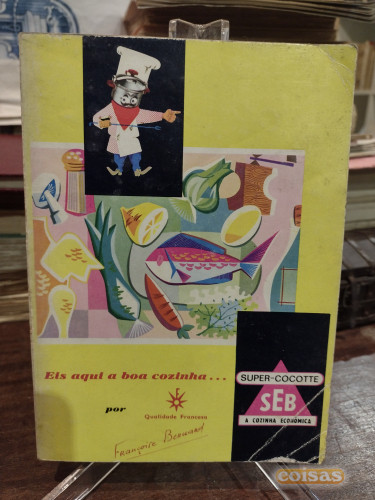 Eis aqui a boa cozinha...
por
Qualidade Francesa
Françoise Bernard
SUPER-COCOTTE
SEB
A COZINHA ECONÓMICA
coisas